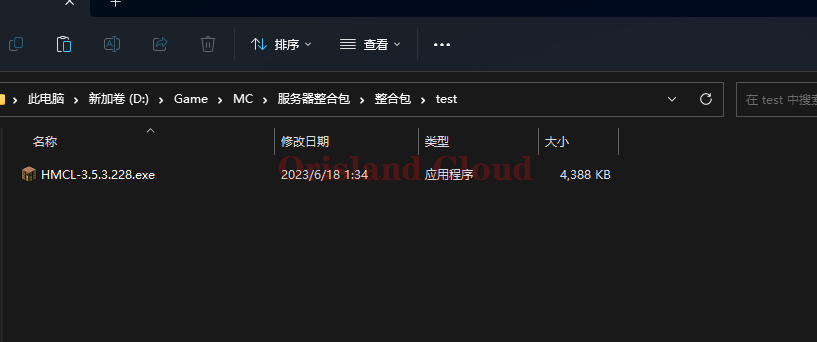 排序 查看
此电脑 新加卷 (D:) Game MC 服务器整合包 整合包 test 在 test 中搜索
名称 修改日期 类型 大小
Orisland Cloud
HMCL-3.5.3.228.exe 2023/6/18 1:34 应用程序 4,388 KB